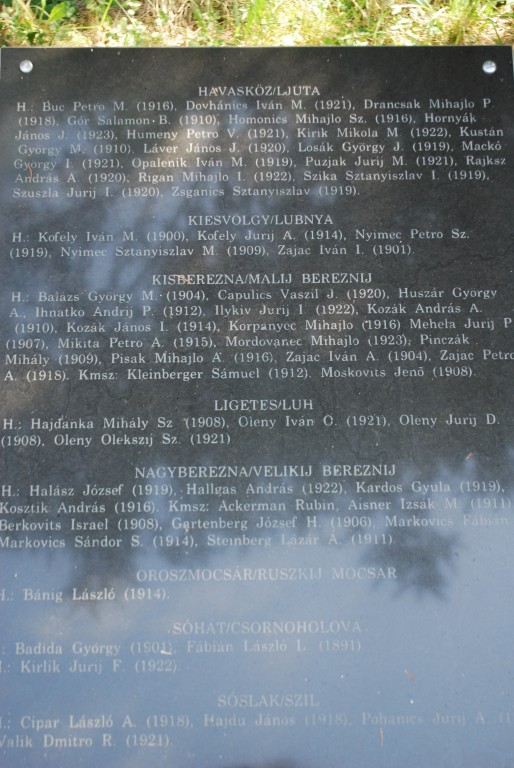 HAVASKÖZ/LJUTA
H.: Buc Petro M. (1916), Dovhánics Iván M. (1921), Drancsak Mihajlo P.
(1918), Gór Salamon B. (1910), Homonics Mihajlo Sz. (1916), Hornyák
János J. (1923), Humeny Petro V. (1921), Kirik Mikola M. (1922), Kustán
György M. (1910), Láver János J. (1920), Losák György J. (1919), Mackó
György I. (1921), Opalenik Iván M. (1919), Puzjak Jurij M. (1921), Rajksz
András A. (1920), Rigan Mihajlo I. (1922), Szika Sztanyiszlav I. (1919),
Szuszla Jurij I. (1920), Zsganics Sztanyiszlav (1919).
KIESVÖLGY/LUBNYA
H.: Kofely Iván M. (1900), Kofely Jurij A. (1914), Nyimec Petro Sz.
(1919), Nyimec Sztanyiszlav M. (1909), Zajac Iván I. (1901).
KISBEREZNA/MALIJ BEREZNIJ
H.: Balázs György M. (1904), Capulics Vaszil J. (1920), Huszár György
A., Ihnatko Andrij P. (1912), Ilykiv Jurij I. (1922), Kozák András A.
(1910), Kozák János I. (1914), Korpanyec Mihajlo (1916) Mehela Jurij P.
(1907), Mikita Petro A. (1915), Mordovanec Mihajlo (1923), Pinczák
Mihály (1909), Pisak Mihajlo A. (1916), Zajac Iván A. (1904), Zajac Petro
A. (1918). Kmsz: Kleinberger Sámuel (1912), Moskovits Jenő (1908).
LIGETES/LUH
H.: Hajdanka Mihály Sz. (1908), Oleny Iván O. (1921), Oleny Jurij D.
(1908), Oleny Olekszij Sz. (1921)
NAGYBEREZNA/VELIKIJ BEREZNIJ
H.: Halász József (1919), Hallgas András (1922), Kardos Gyula (1919),
Kosztik András (1916). Kmsz: Ackerman Rubin, Aisner Izsák M. (1911)
Berkovits Israel (1908), Gartenberg József H. (1906), Markovics Fábián
Markovics Sándor S. (1914), Steinberg Lázár A. (1911)
OROSZMOCSÁR/RUSZKIJ MOCSAR
H.: Bánig László (1914).
SÓHÁT/CSORNOHOLOVA
: Badida György (1901), Fábián László L. (1891)
.: Kirlik Jurij F. (1922).
SÓSLAK/SZIL
H.: Cipar László A. (1918), Hajdu János (1918), Pohanics Jurij A.
Valik Dmitro R. (1921).